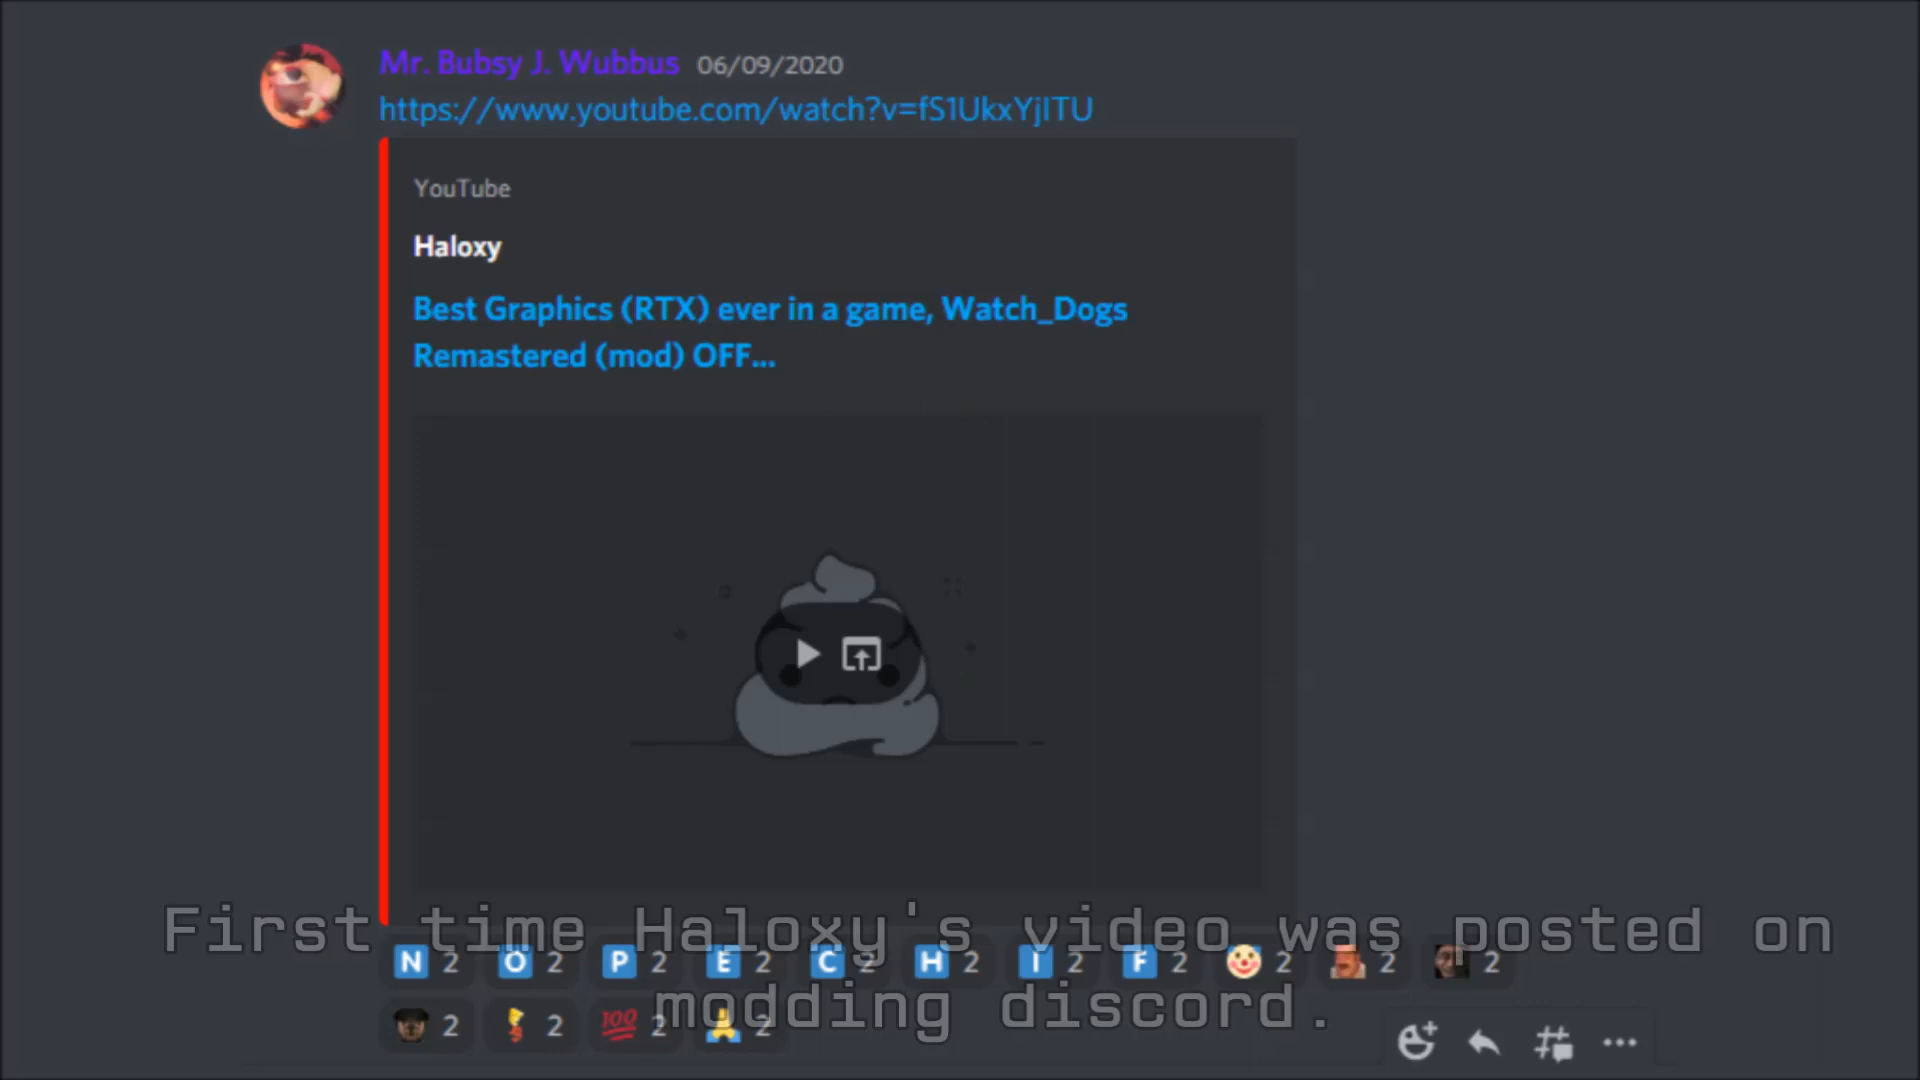 Mr. Bubsy J. Wubbus 06/09/2020
https://www.youtube.com/watch?v=fS1UkxYjITU
YouTube
Haloxy
Best Graphics (RTX) ever in a game, Watch_Dogs
Remastered (mod) OFF...
First time Haloxy's video was posted on
modding discord.
N 2 O 2 P 2 E 2 C 2 H 2 I 2 F 2 2 2 2
2 2 100 2 2